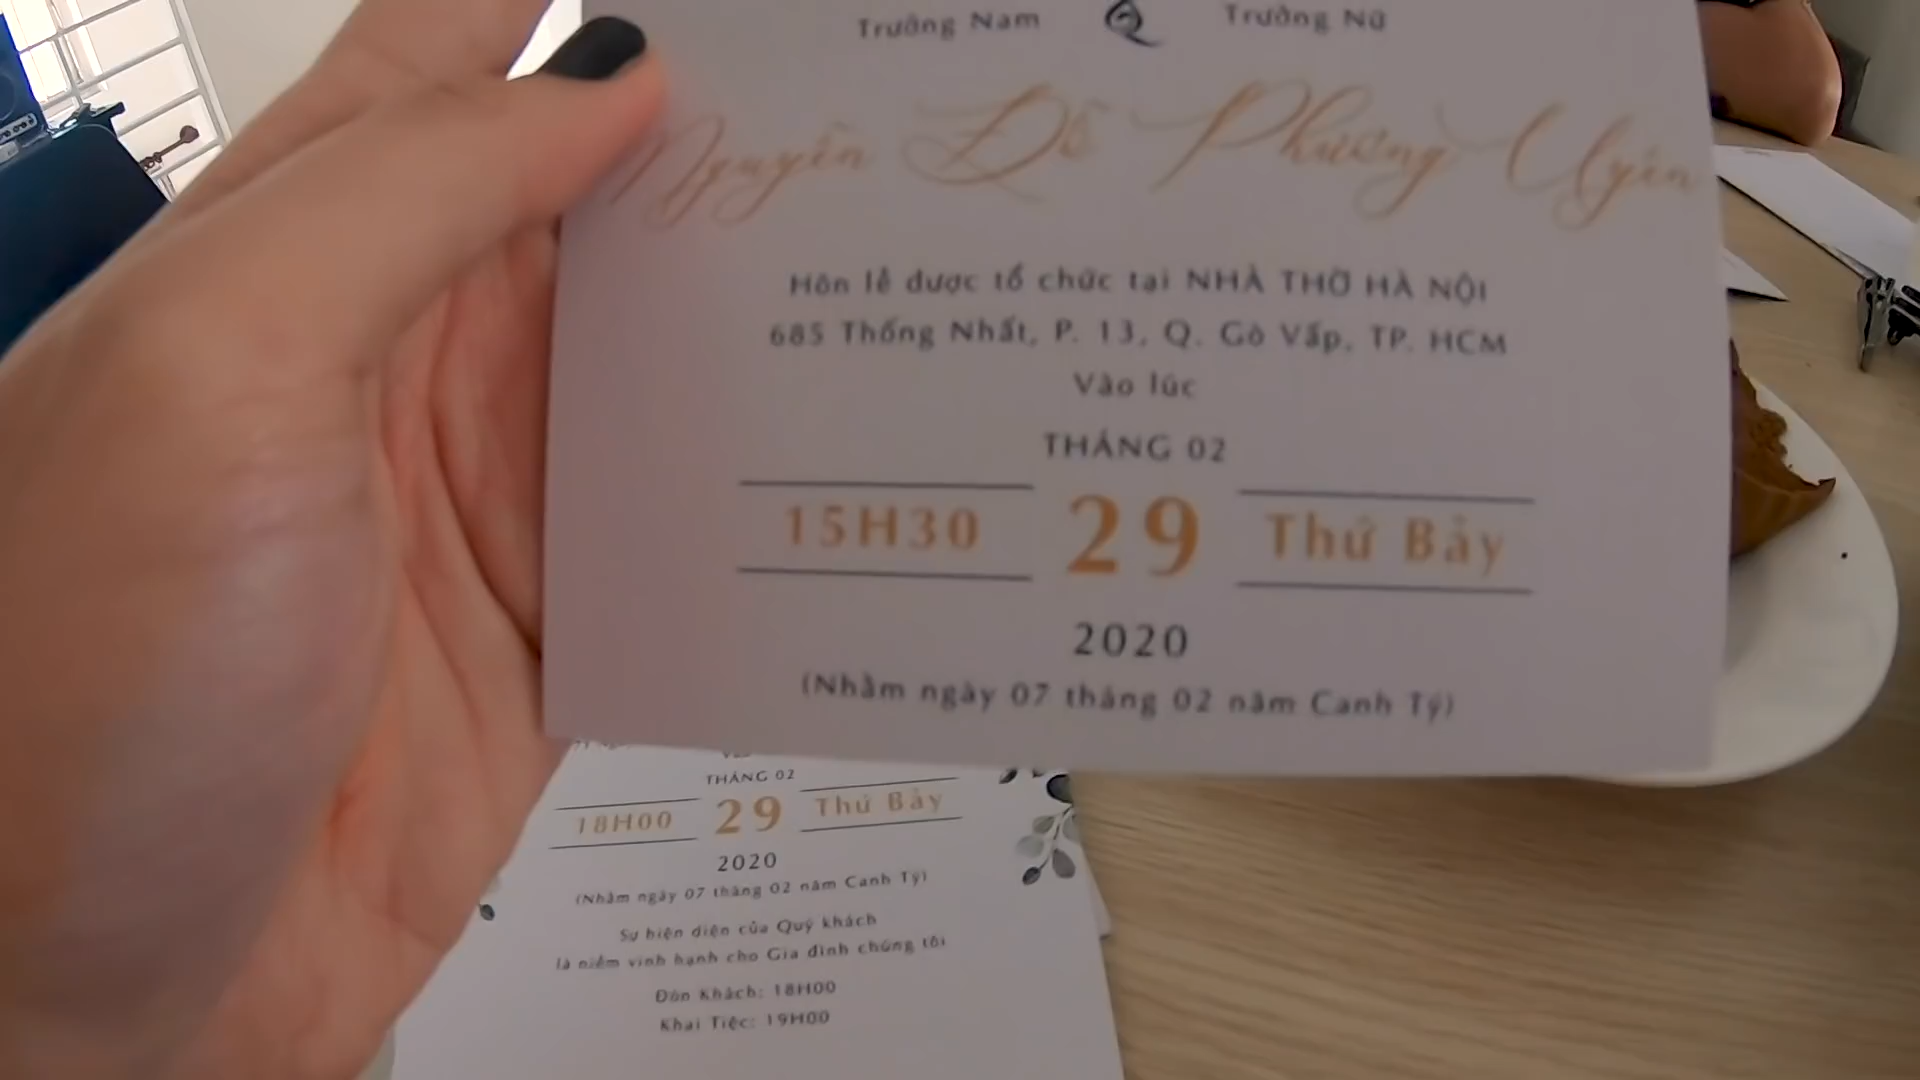 Trưởng Nam & Trưởng Nữ
Nguyễn Đỗ Phương Uyên
Hôn lễ được tổ chức tại NHÀ THỜ HÀ NỘI
685 Thống Nhất, P. 13, Q. Gò Vấp, TP. HCM
Vào lúc
THÁNG 02
15H30 29 Thứ Bảy
2020
(Nhằm ngày 07 tháng 02 năm Canh Tý)
THÁNG 02
18H00 29 Thứ Bảy
2020
(Nhằm ngày 07 tháng 02 năm Canh Tý)
Sự hiện diện của Quý khách
là niềm vinh hạnh cho Gia đình chúng tôi
Đón Khách: 18H00
Khai Tiệc: 19H00